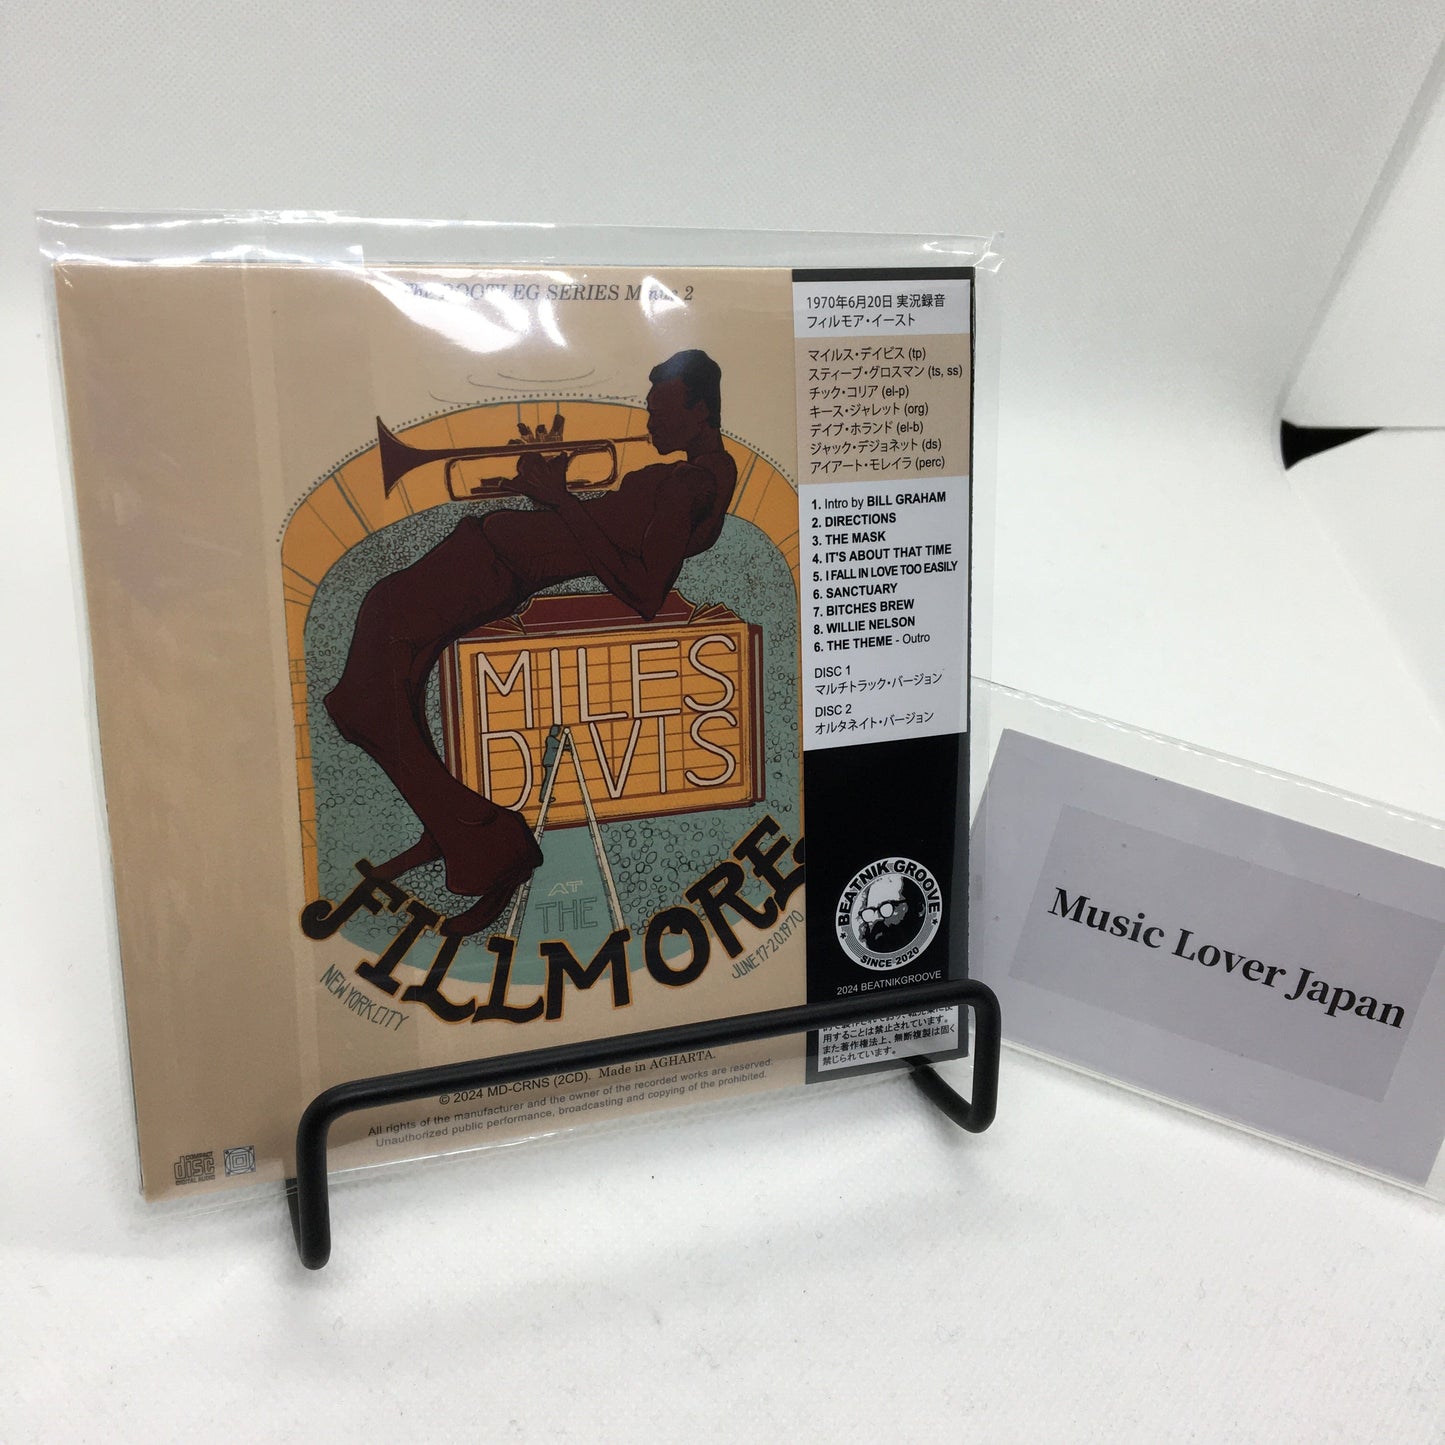 The BOOTLEG SERIES Minus 2
MILES
DAVIS
AT
THE
FILLMORE
NEW YORK CITY
JUNE 17-20.1970
Made in AGHARTA.
© 2024 MD-CRNS (2CD).
All rights of the manufacturer and the owner of the recorded works are reserved.
Unauthorized public performance, broadcasting and copying of the prohibited.
COMPACT
disc
DIGITAL AUDIO
1970年6月20日 実況録音
フィルモア・イースト
マイルス・デイビス (tp)
スティーブ・グロスマン (ts, ss)
チック・コリア (el-p)
キース・ジャレット (org)
デイブ・ホランド (el-b)
ジャック・デジョネット (ds)
アイアート・モレイラ (perc)
1. Intro by BILL GRAHAM
2. DIRECTIONS
3. THE MASK
4. IT'S ABOUT THAT TIME
5. I FALL IN LOVE TOO EASILY
6. SANCTUARY
7. BITCHES BREW
8. WILLIE NELSON
6. THE THEME - Outro
DISC 1
マルチトラック・バージョン
DISC 2
オルタネイト・バージョン
BEATNIK GROOVE
SINCE 2020
2024 BEATNIKGROOVE
用することは禁止されています。
また著作権法上、無断複製は固く
禁じられています。
Music Lover Japan